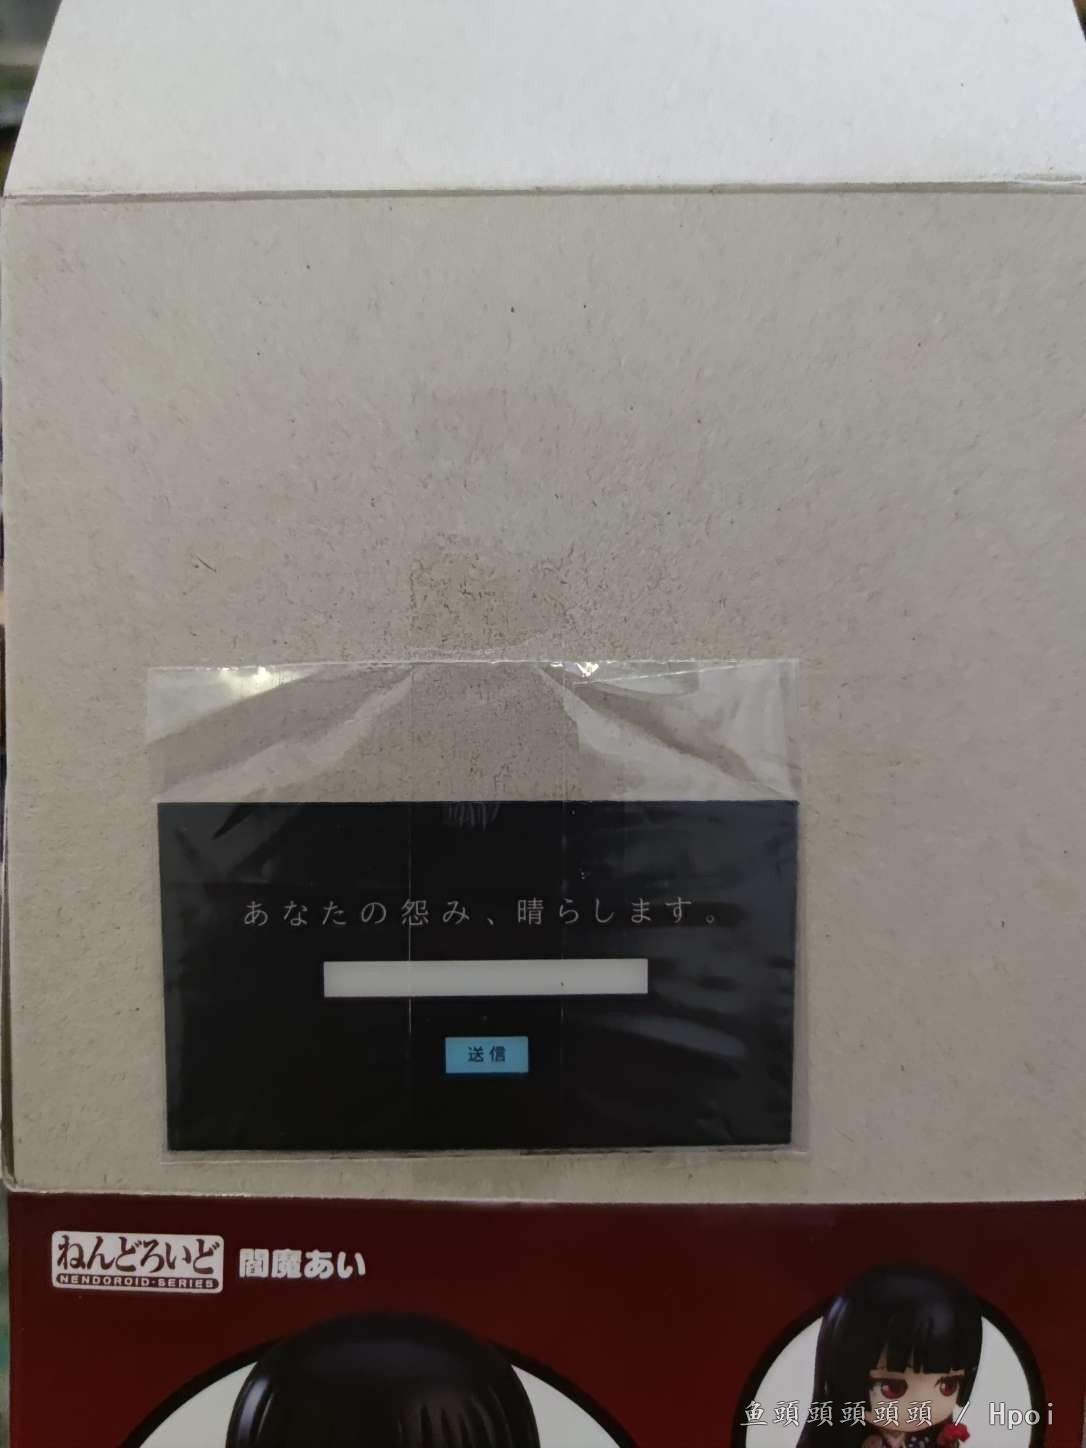 あなたの怨み、晴らします。
送信
ねんどろいど
NENDOROID·SERIES
閻魔あい
鱼頭頭頭頭頭 / Hpoi